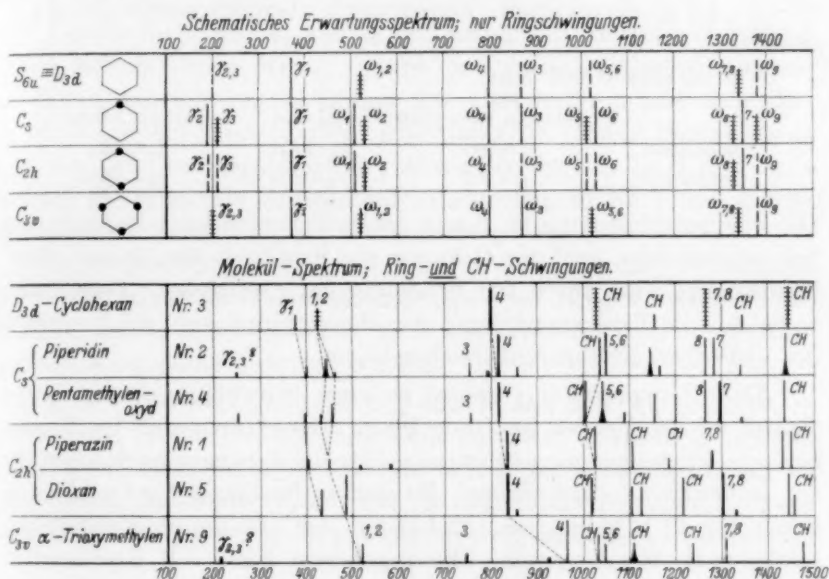 Schematisches Erwartungsspektrum; nur Ringschwingungen.
100 200 300 400 500 600 700 800 900 1000 1100 1200 1300 1400
S6u ≡ D3d γ2,3 γ1 ω1,2 ω4 ω3 ω5,6 ω7,8 ω9
Cs γ2 γ3 γ1 ω1 ω2 ω4 ω3 ω5 ω6 ω8 7 ω9
C2h γ2 γ3 γ1 ω1 ω2 ω4 ω3 ω5 ω6 ω8 7 ω9
C3v γ2,3 γ1 ω1,2 ω4 ω3 ω5,6 ω7,8 ω9
Molekül-Spektrum; Ring-und CH-Schwingungen.
D3d-Cyclohexan Nr. 3 γ1 1,2 4 CH CH 7,8 CH CH
Cs Piperidin Nr. 2 γ2,3? 3 4 CH 5,6 8 7 CH
Pentamethylen-oxyd Nr. 4 3 4 CH 5,6 CH CH 8 7 CH
C2h Piperazin Nr. 1 4 CH CH CH 7,8 CH
Dioxan Nr. 5 4 CH CH CH 7,8 CH
C3v α-Trioxymethylen Nr. 9 γ2,3? 1,2 3 4 CH 5,6 CH CH 7,8 CH
100 200 300 400 500 600 700 800 900 1000 1100 1200 1300 1400 1500